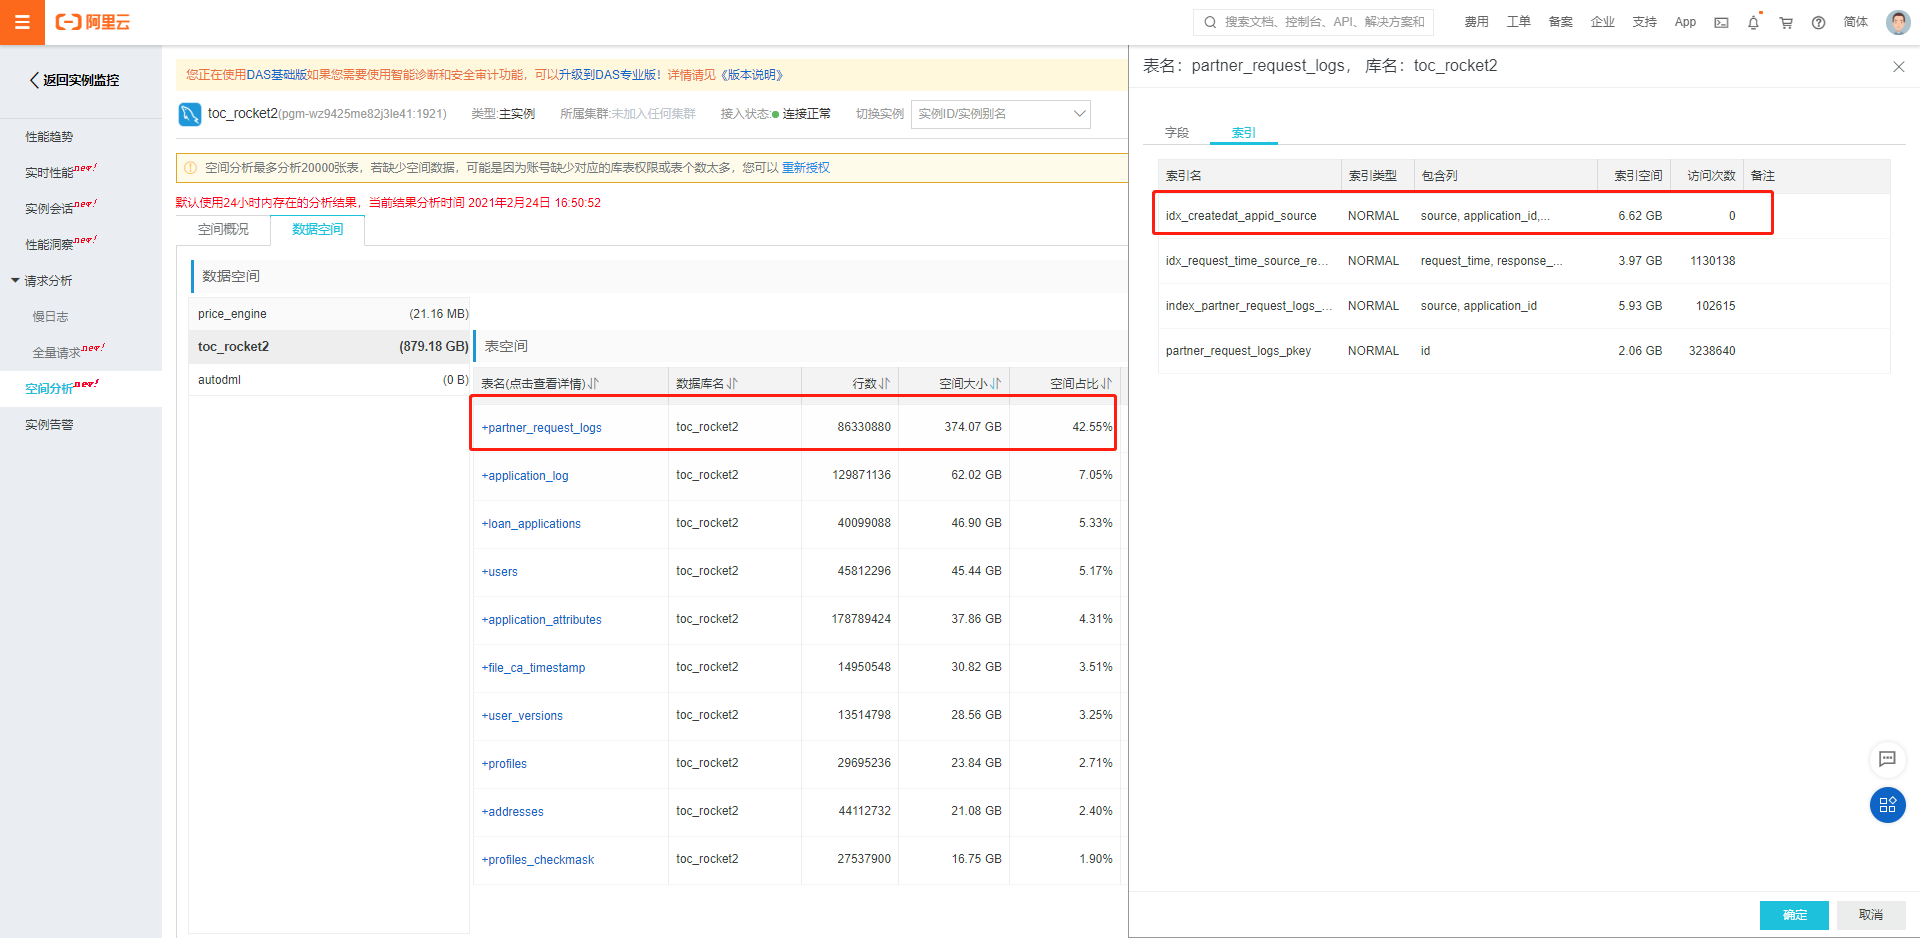 阿里云
搜索文档、控制台、API、解决方案和
费用 工单 备案 企业 支持 App 简体
返回实例监控
性能趋势
实时性能new!
实例会话new!
性能洞察new!
请求分析
慢日志
全量请求new!
空间分析new!
实例告警
您正在使用DAS基础版如果您需要使用智能诊断和安全审计功能，可以升级到DAS专业版！详情请见《版本说明》
toc_rocket2(pgm-wz9425me82j3le41:1921) 类型:主实例 所属集群:未加入任何集群 接入状态:连接正常 切换实例 实例ID/实例别名
空间分析最多分析20000张表，若缺少空间数据，可能是因为账号缺少对应的库表权限或表个数太多，您可以 重新授权
默认使用24小时内存在的分析结果，当前结果分析时间 2021年2月24日 16:50:52
空间概况 数据空间
数据空间
price_engine (21.16 MB)
toc_rocket2 (879.18 GB)
autodml (0 B)
表空间
表名(点击查看详情) 数据库名 行数 空间大小 空间占比
+partner_request_logs toc_rocket2 86330880 374.07 GB 42.55%
+application_log toc_rocket2 129871136 62.02 GB 7.05%
+loan_applications toc_rocket2 40099088 46.90 GB 5.33%
+users toc_rocket2 45812296 45.44 GB 5.17%
+application_attributes toc_rocket2 178789424 37.86 GB 4.31%
+file_ca_timestamp toc_rocket2 14950548 30.82 GB 3.51%
+user_versions toc_rocket2 13514798 28.56 GB 3.25%
+profiles toc_rocket2 29695236 23.84 GB 2.71%
+addresses toc_rocket2 44112732 21.08 GB 2.40%
+profiles_checkmask toc_rocket2 27537900 16.75 GB 1.90%
表名：partner_request_logs， 库名：toc_rocket2
字段 索引
索引名 索引类型 包含列 索引空间 访问次数 备注
idx_createdat_appid_source NORMAL source, application_id,... 6.62 GB 0
idx_request_time_source_re... NORMAL request_time, response_... 3.97 GB 1130138
index_partner_request_logs_... NORMAL source, application_id 5.93 GB 102615
partner_request_logs_pkey NORMAL id 2.06 GB 3238640
确定 取消